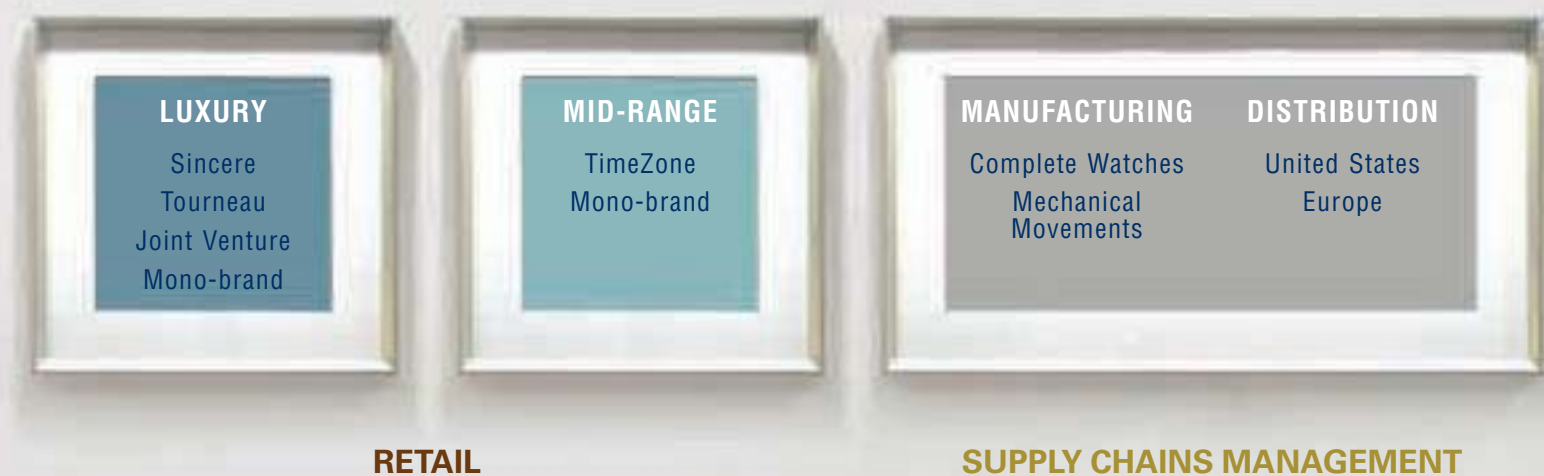 LUXURY
Sincere
Tourneau
Joint Venture
Mono-brand
MID-RANGE
TimeZone
Mono-brand
MANUFACTURING
Complete Watches
Mechanical
Movements
DISTRIBUTION
United States
Europe
RETAIL
SUPPLY CHAINS MANAGEMENT